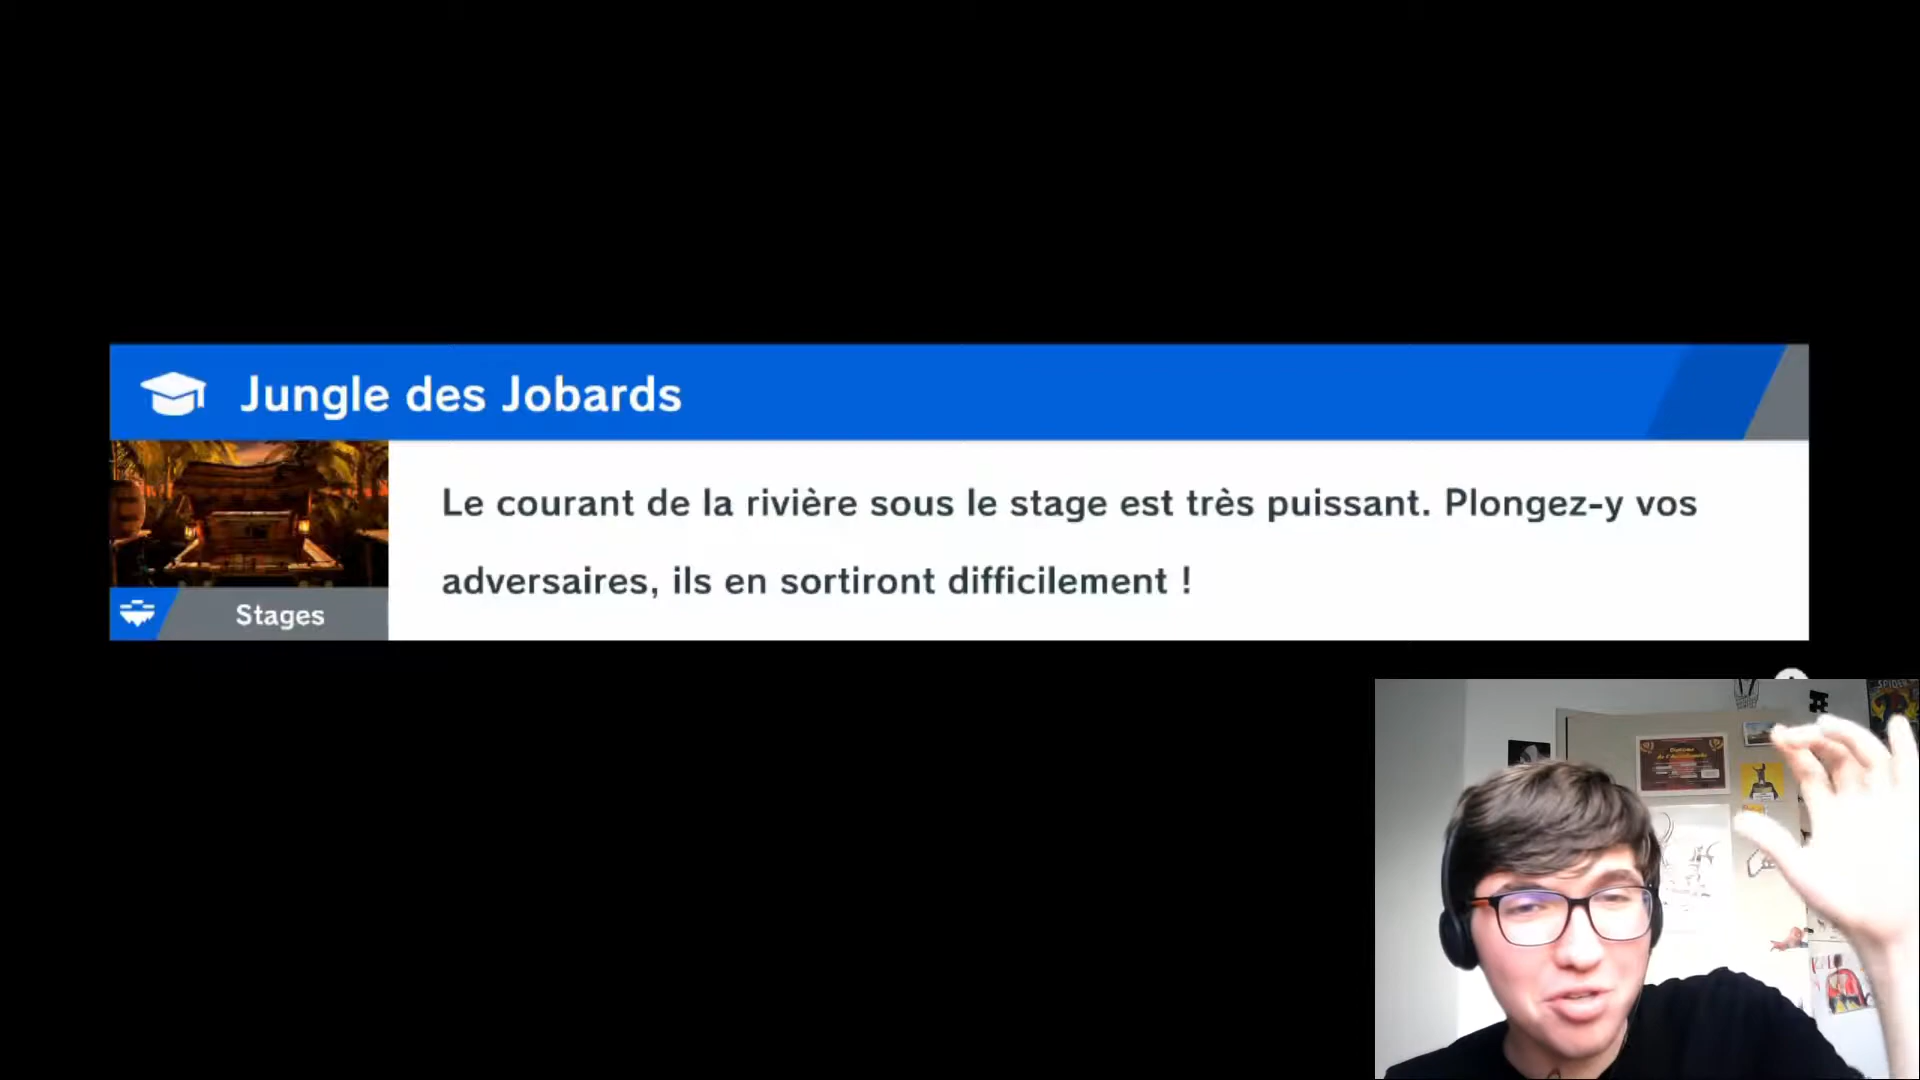 Jungle des Jobards
Le courant de la rivière sous le stage est très puissant. Plongez-y vos
adversaires, ils en sortiront difficilement !
Stages
SPIDER